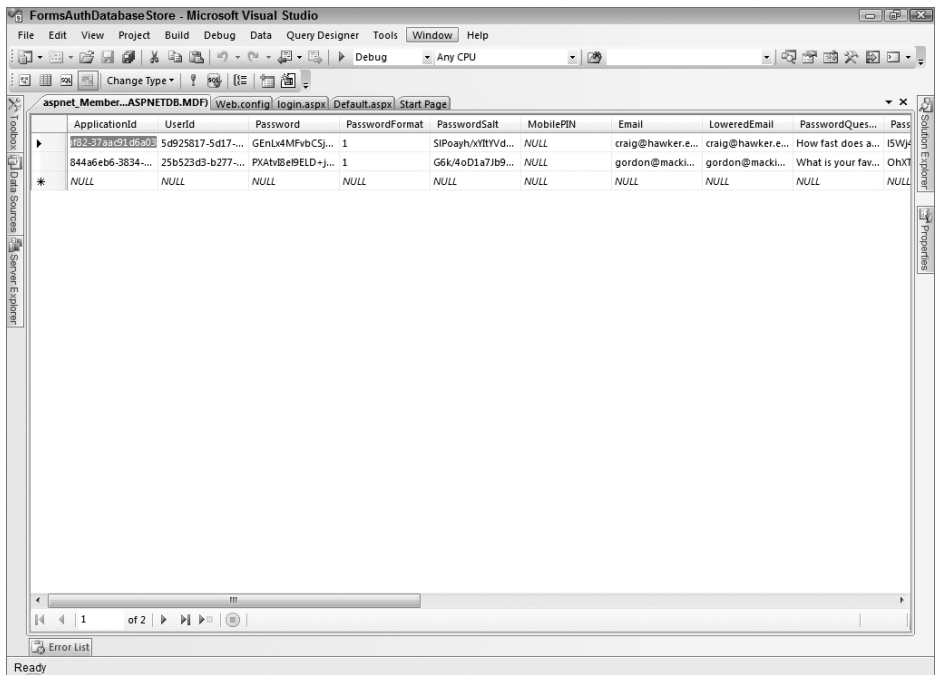 FormsAuthDatabaseStore - Microsoft Visual Studio
File Edit View Project Build Debug Data Query Designer Tools Window Help
Debug Any CPU
Change Type
aspnet_Member...ASPNETDB.MDF) Web.config login.aspx Default.aspx Start Page
ApplicationId UserId Password PasswordFormat PasswordSalt MobilePIN Email LoweredEmail PasswordQues... Pass
5d925817-5d17-... GEnLx4MFvbCSj... 1 SlPoayh/xYItYVd... NULL craig@hawker.e... craig@hawker.e... How fast does a... I5Wj4
844a6eb6-3834-... 25b523d3-b277-... PXAtvI8el9ELD+j... 1 G6k/4oD1a7Jb9... NULL gordon@macki... gordon@macki... What is your fav... OhXT
NULL NULL NULL NULL NULL NULL NULL NULL NULL NULL
Toolbox
Data Sources
Server Explorer
Solution Explorer
Properties
1 of 2
Error List
Ready